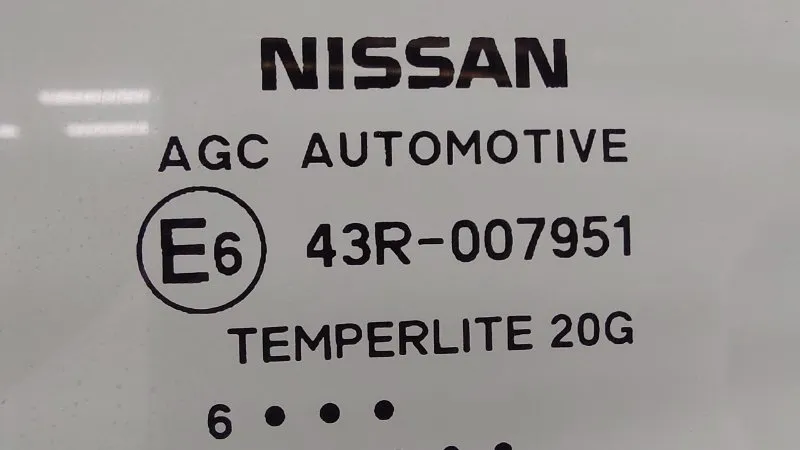 NISSAN
AGC AUTOMOTIVE
E6 43R-007951
TEMPERLITE 20G
6 • • •